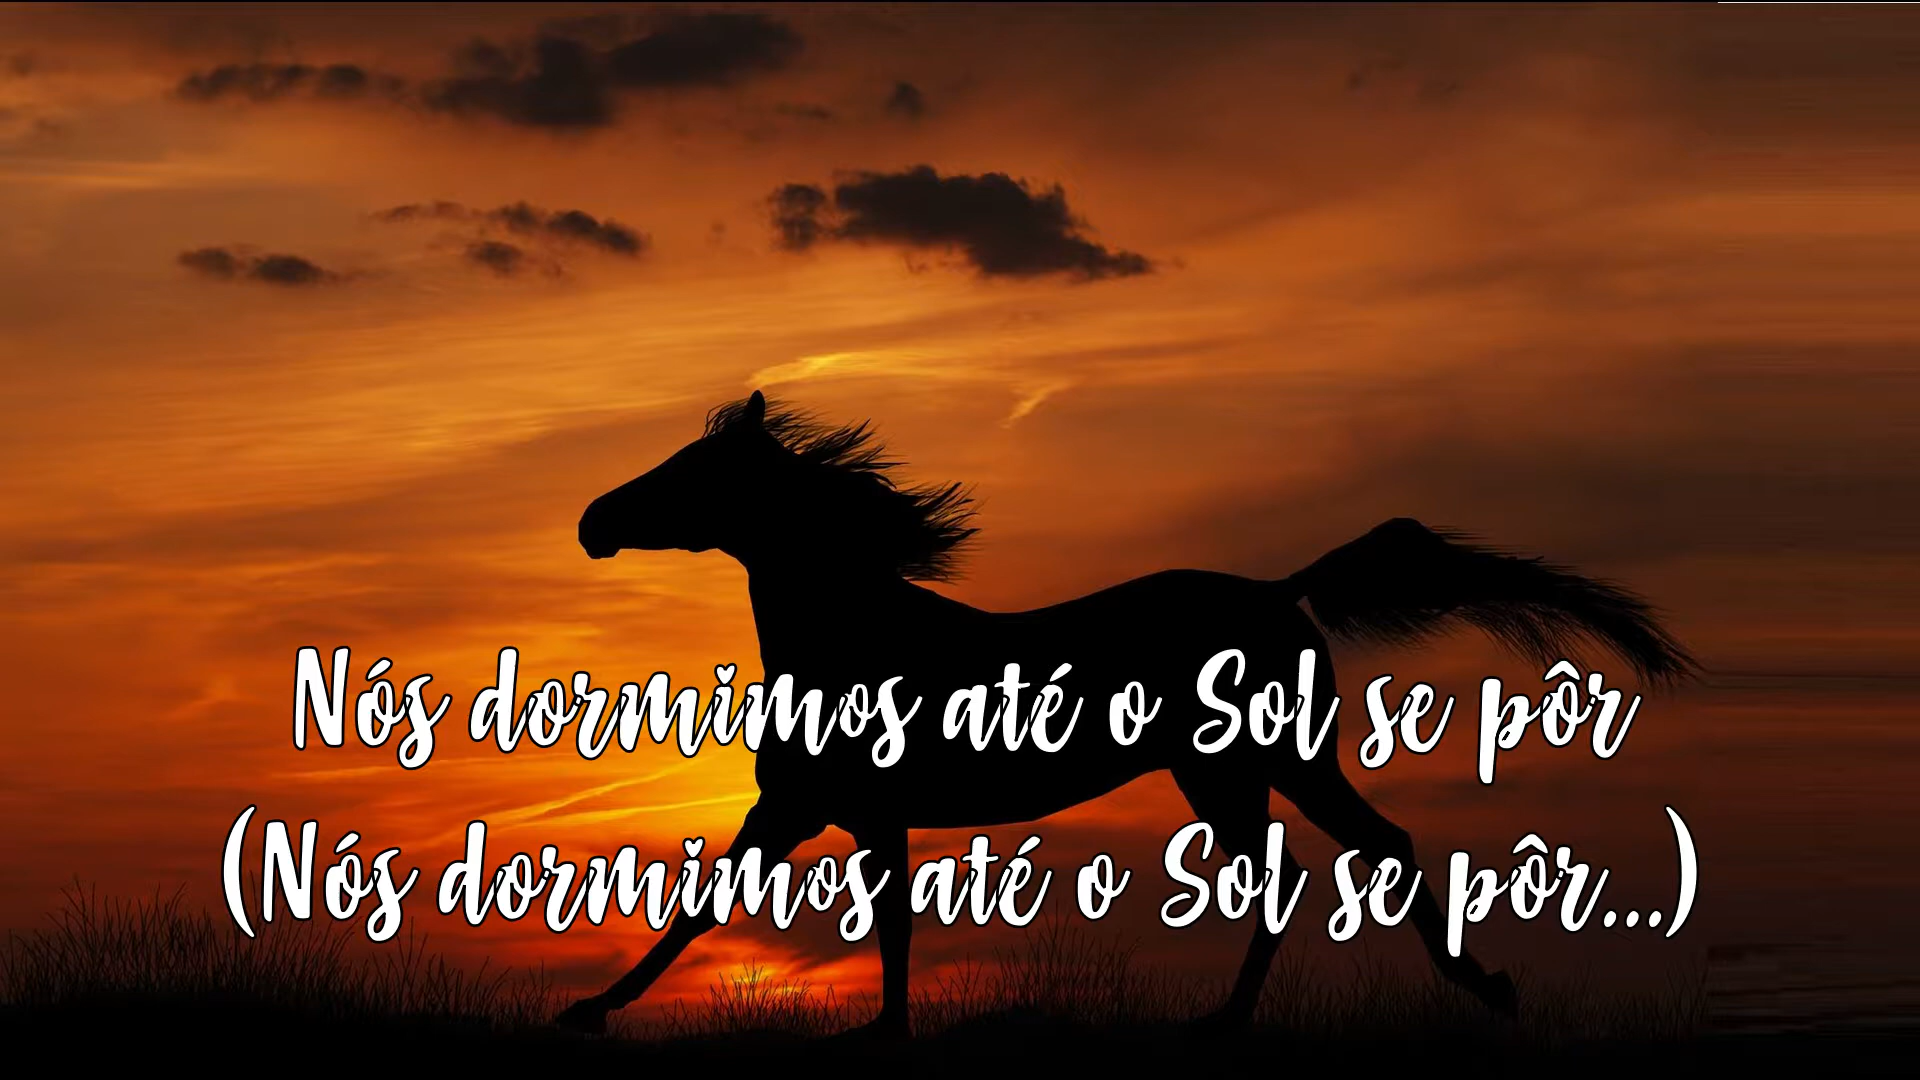 Nós dormimos até o Sol se pôr
(Nós dormimos até o Sol se pôr...)